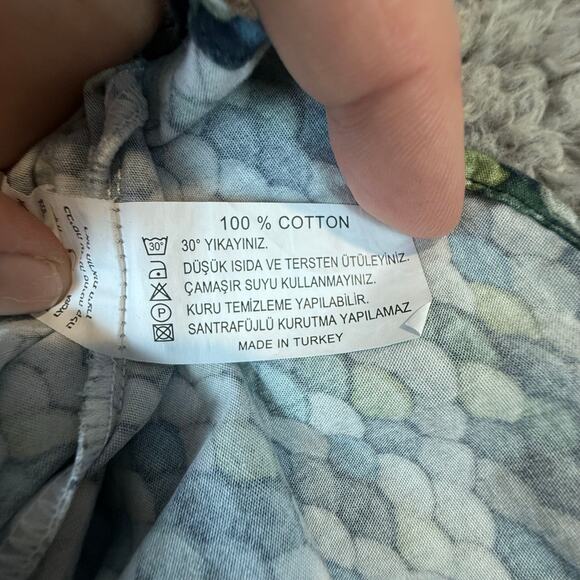 100 % COTTON
30° 30° YIKAYINIZ.
DÜŞÜK ISIDA VE TERSTEN ÜTÜLEYİNİZ.
ÇAMAŞIR SUYU KULLANMAYINIZ.
P KURU TEMİZLEME YAPILABİLİR.
SANTRAFÜJLÜ KURUTMA YAPILAMAZ
MADE IN TURKEY